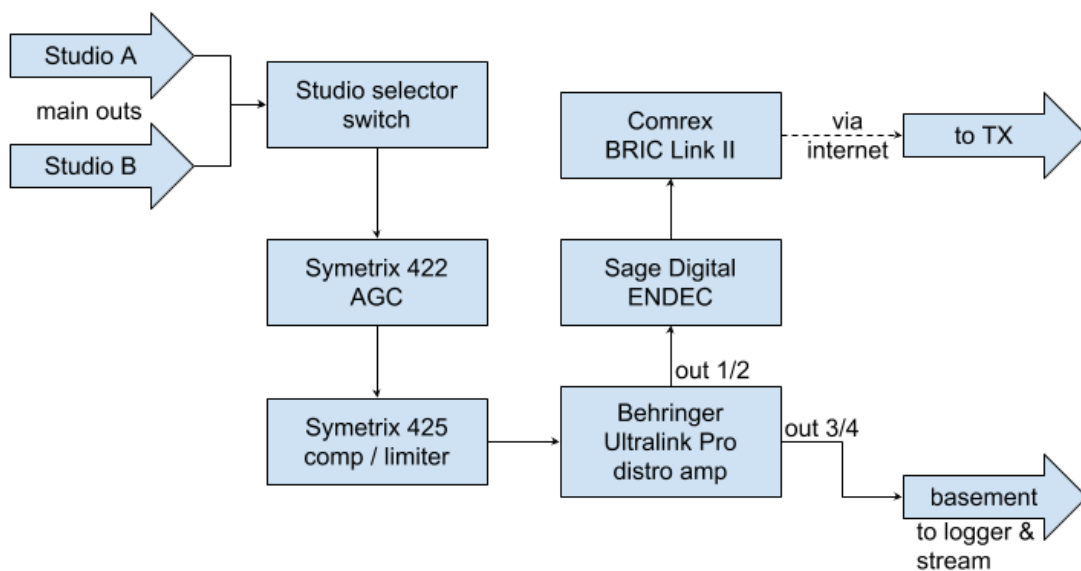 Studio A
main outs
Studio B
Studio selector
switch
Symetrix 422
AGC
Symetrix 425
comp / limiter
Comrex
BRIC Link II
via
internet
to TX
Sage Digital
ENDEC
out 1/2
Behringer
Ultralink Pro
distro amp
out 3/4
basement
to logger &
stream